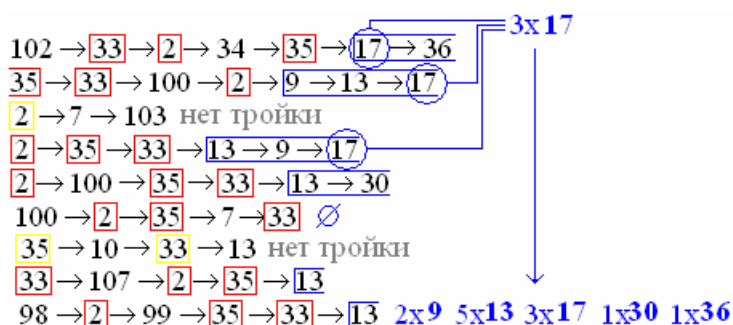 3x17
102 → 33 → 2 → 34 → 35 → 17 → 36
35 → 33 → 100 → 2 → 9 → 13 → 17
2 → 7 → 103 нет тройки
2 → 35 → 33 → 13 → 9 → 17
2 → 100 → 35 → 33 → 13 → 30
100 → 2 → 35 → 7 → 33 ∅
35 → 10 → 33 → 13 нет тройки
33 → 107 → 2 → 35 → 13
98 → 2 → 99 → 35 → 33 → 13 2x9 5x13 3x17 1x30 1x36